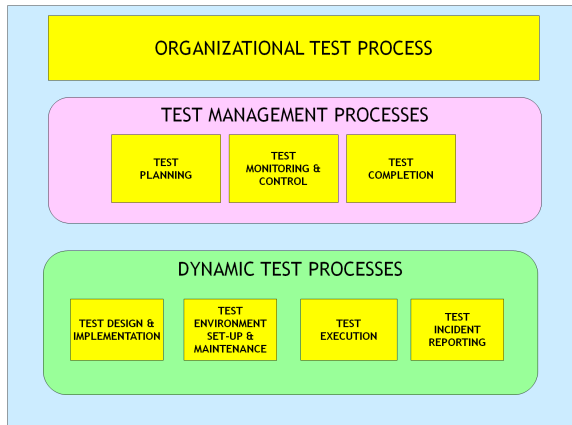 ORGANIZATIONAL TEST PROCESS
TEST MANAGEMENT PROCESSES
TEST
PLANNING
TEST
MONITORING &
CONTROL
TEST
COMPLETION
DYNAMIC TEST PROCESSES
TEST DESIGN &
IMPLEMENTATION
TEST
ENVIRONMENT
SET-UP &
MAINTENANCE
TEST
EXECUTION
TEST
INCIDENT
REPORTING